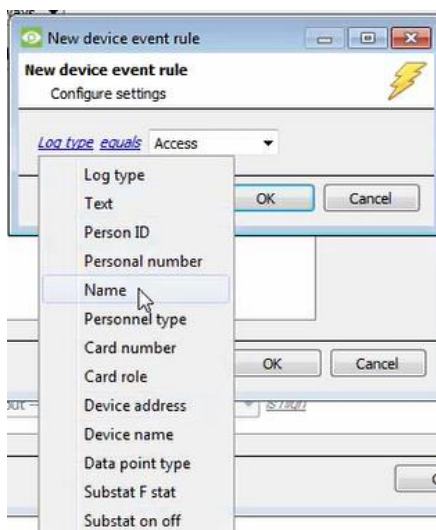 New device event rule
New device event rule
Configure settings
Log type equals Access
Log type
Text
Person ID
Personal number
Name
Personnel type
Card number
Card role
Device address
Device name
Data point type
Substat F stat
Substat on off
OK Cancel
OK Cancel
is high